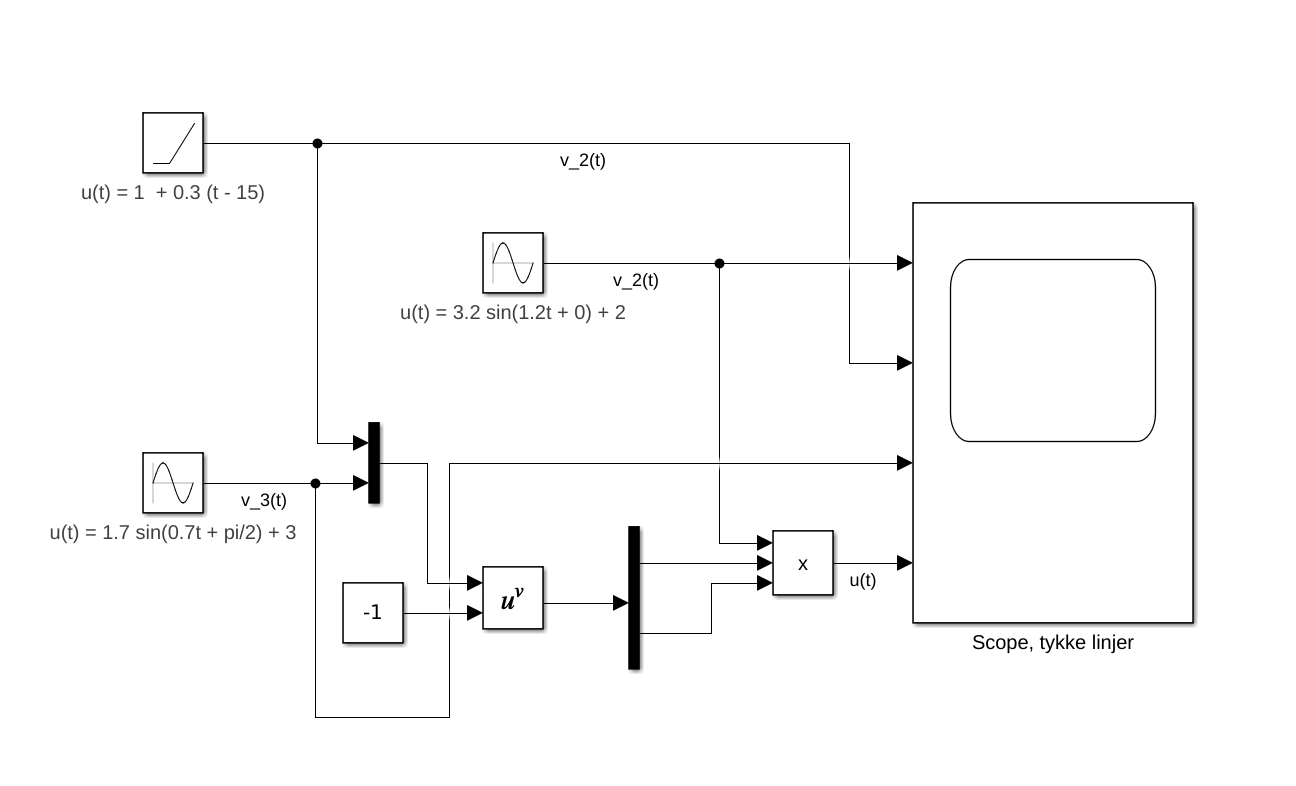 v_2(t)
u(t) = 1  + 0.3 (t - 15)
v_2(t)
u(t) = 3.2 sin(1.2t + 0) + 2
v_3(t)
u(t) = 1.7 sin(0.7t + pi/2) + 3
x
u(t)
-1
u^v
Scope, tykke linjer